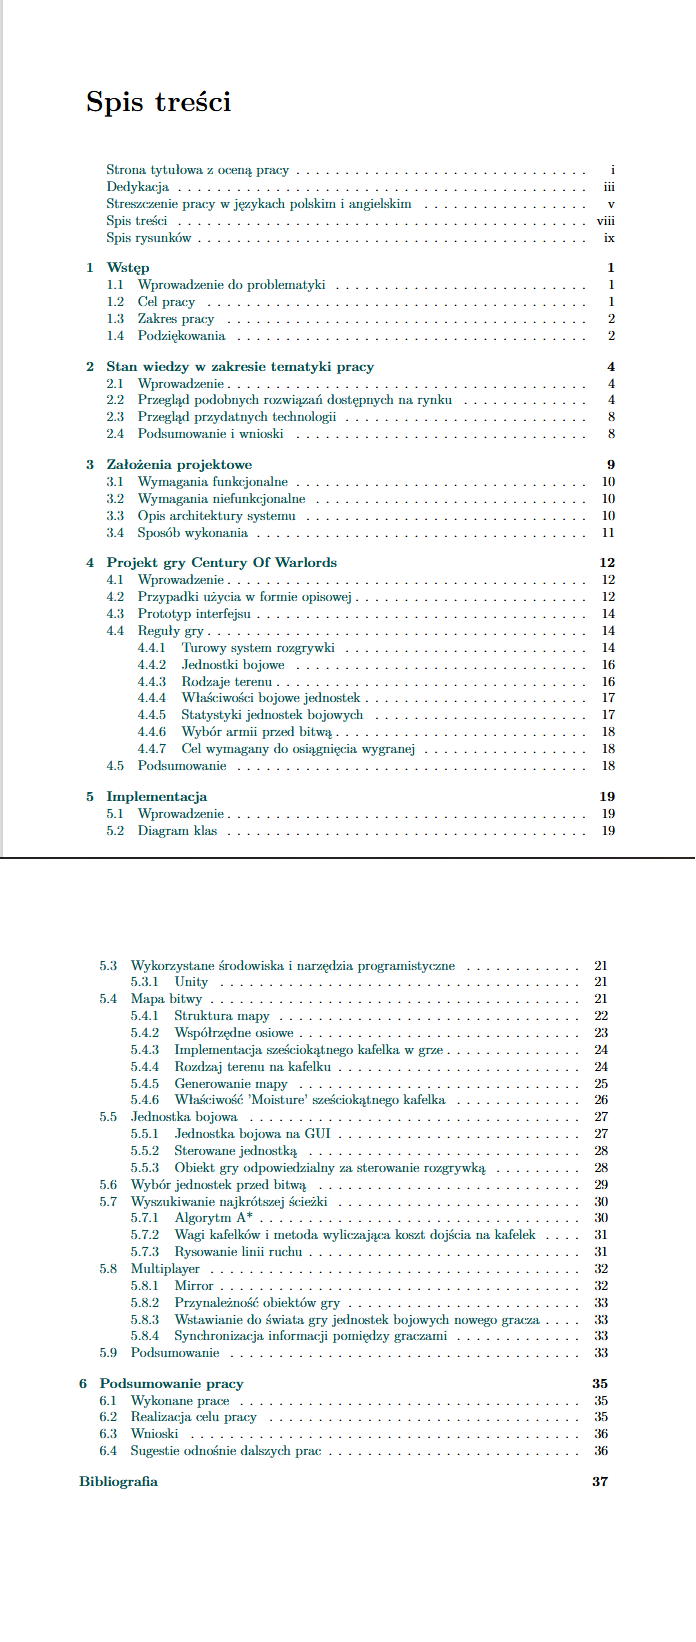 Spis treści
Strona tytułowa z oceną pracy . . . . . . . . . . . . . . . . . . . . . . . . . . . . . . i
Dedykacja . . . . . . . . . . . . . . . . . . . . . . . . . . . . . . . . . . . . . . . . . . iii
Streszczenie pracy w językach polskim i angielskim . . . . . . . . . . . . . . . . . v
Spis treści . . . . . . . . . . . . . . . . . . . . . . . . . . . . . . . . . . . . . . . . . . viii
Spis rysunków . . . . . . . . . . . . . . . . . . . . . . . . . . . . . . . . . . . . . . . . ix
1 Wstęp 1
1.1 Wprowadzenie do problematyki . . . . . . . . . . . . . . . . . . . . . . . . . . 1
1.2 Cel pracy . . . . . . . . . . . . . . . . . . . . . . . . . . . . . . . . . . . . . . . 1
1.3 Zakres pracy . . . . . . . . . . . . . . . . . . . . . . . . . . . . . . . . . . . . . 2
1.4 Podziękowania . . . . . . . . . . . . . . . . . . . . . . . . . . . . . . . . . . . . 2
2 Stan wiedzy w zakresie tematyki pracy 4
2.1 Wprowadzenie . . . . . . . . . . . . . . . . . . . . . . . . . . . . . . . . . . . . . 4
2.2 Przegląd podobnych rozwiązań dostępnych na rynku . . . . . . . . . . . . . 4
2.3 Przegląd przydatnych technologii . . . . . . . . . . . . . . . . . . . . . . . . . 8
2.4 Podsumowanie i wnioski . . . . . . . . . . . . . . . . . . . . . . . . . . . . . . 8
3 Założenia projektowe 9
3.1 Wymagania funkcjonalne . . . . . . . . . . . . . . . . . . . . . . . . . . . . . . 10
3.2 Wymagania niefunkcjonalne . . . . . . . . . . . . . . . . . . . . . . . . . . . . 10
3.3 Opis architektury systemu . . . . . . . . . . . . . . . . . . . . . . . . . . . . . 10
3.4 Sposób wykonania . . . . . . . . . . . . . . . . . . . . . . . . . . . . . . . . . . 11
4 Projekt gry Century Of Warlords 12
4.1 Wprowadzenie . . . . . . . . . . . . . . . . . . . . . . . . . . . . . . . . . . . . . 12
4.2 Przypadki użycia w formie opisowej . . . . . . . . . . . . . . . . . . . . . . . . 12
4.3 Prototyp interfejsu . . . . . . . . . . . . . . . . . . . . . . . . . . . . . . . . . . 14
4.4 Reguły gry . . . . . . . . . . . . . . . . . . . . . . . . . . . . . . . . . . . . . . . 14
4.4.1 Turowy system rozgrywki . . . . . . . . . . . . . . . . . . . . . . . . . 14
4.4.2 Jednostki bojowe . . . . . . . . . . . . . . . . . . . . . . . . . . . . . . 16
4.4.3 Rodzaje terenu . . . . . . . . . . . . . . . . . . . . . . . . . . . . . . . . 16
4.4.4 Właściwości bojowe jednostek . . . . . . . . . . . . . . . . . . . . . . . 17
4.4.5 Statystyki jednostek bojowych . . . . . . . . . . . . . . . . . . . . . . 17
4.4.6 Wybór armii przed bitwą . . . . . . . . . . . . . . . . . . . . . . . . . . 18
4.4.7 Cel wymagany do osiągnięcia wygranej . . . . . . . . . . . . . . . . . 18
4.5 Podsumowanie . . . . . . . . . . . . . . . . . . . . . . . . . . . . . . . . . . . . 18
5 Implementacja 19
5.1 Wprowadzenie . . . . . . . . . . . . . . . . . . . . . . . . . . . . . . . . . . . . . 19
5.2 Diagram klas . . . . . . . . . . . . . . . . . . . . . . . . . . . . . . . . . . . . . 19
5.3 Wykorzystane środowiska i narzędzia programistyczne . . . . . . . . . . . . 21
5.3.1 Unity . . . . . . . . . . . . . . . . . . . . . . . . . . . . . . . . . . . . . 21
5.4 Mapa bitwy . . . . . . . . . . . . . . . . . . . . . . . . . . . . . . . . . . . . . . 21
5.4.1 Struktura mapy . . . . . . . . . . . . . . . . . . . . . . . . . . . . . . . 22
5.4.2 Współrzędne osiowe . . . . . . . . . . . . . . . . . . . . . . . . . . . . . 23
5.4.3 Implementacja sześciokątnego kafelka w grze . . . . . . . . . . . . . . 24
5.4.4 Rozdzaj terenu na kafelku . . . . . . . . . . . . . . . . . . . . . . . . . 24
5.4.5 Generowanie mapy . . . . . . . . . . . . . . . . . . . . . . . . . . . . . 25
5.4.6 Właściwość 'Moisture' sześciokątnego kafelka . . . . . . . . . . . . . 26
5.5 Jednostka bojowa . . . . . . . . . . . . . . . . . . . . . . . . . . . . . . . . . . 27
5.5.1 Jednostka bojowa na GUI . . . . . . . . . . . . . . . . . . . . . . . . . 27
5.5.2 Sterowane jednostką . . . . . . . . . . . . . . . . . . . . . . . . . . . . 28
5.5.3 Obiekt gry odpowiedzialny za sterowanie rozgrywką . . . . . . . . . 28
5.6 Wybór jednostek przed bitwą . . . . . . . . . . . . . . . . . . . . . . . . . . . 29
5.7 Wyszukiwanie najkrótszej ścieżki . . . . . . . . . . . . . . . . . . . . . . . . . 30
5.7.1 Algorytm A* . . . . . . . . . . . . . . . . . . . . . . . . . . . . . . . . . 30
5.7.2 Wagi kafelków i metoda wyliczająca koszt dojścia na kafelek . . . . 31
5.7.3 Rysowanie linii ruchu . . . . . . . . . . . . . . . . . . . . . . . . . . . . 31
5.8 Multiplayer . . . . . . . . . . . . . . . . . . . . . . . . . . . . . . . . . . . . . . 32
5.8.1 Mirror . . . . . . . . . . . . . . . . . . . . . . . . . . . . . . . . . . . . . 32
5.8.2 Przynależność obiektów gry . . . . . . . . . . . . . . . . . . . . . . . . 33
5.8.3 Wstawianie do świata gry jednostek bojowych nowego gracza . . . . 33
5.8.4 Synchronizacja informacji pomiędzy graczami . . . . . . . . . . . . . 33
5.9 Podsumowanie . . . . . . . . . . . . . . . . . . . . . . . . . . . . . . . . . . . . 33
6 Podsumowanie pracy 35
6.1 Wykonane prace . . . . . . . . . . . . . . . . . . . . . . . . . . . . . . . . . . . 35
6.2 Realizacja celu pracy . . . . . . . . . . . . . . . . . . . . . . . . . . . . . . . . 35
6.3 Wnioski . . . . . . . . . . . . . . . . . . . . . . . . . . . . . . . . . . . . . . . . 36
6.4 Sugestie odnośnie dalszych prac . . . . . . . . . . . . . . . . . . . . . . . . . . 36
Bibliografia 37